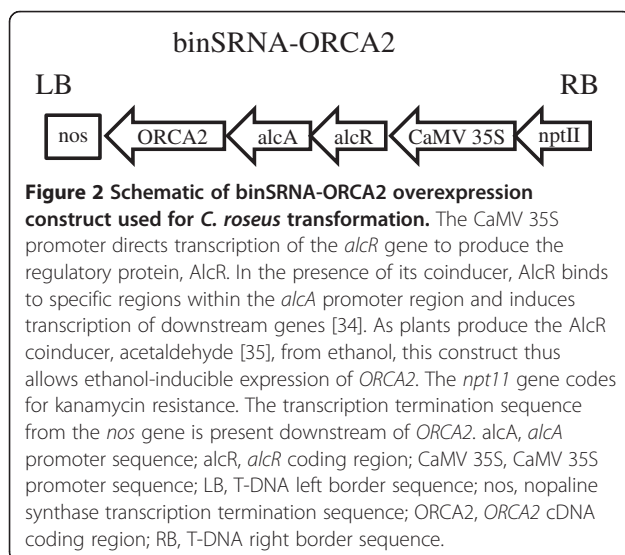 binSRNA-ORCA2
LB RB
nos ORCA2 alcA alcR CaMV 35S nptII
Figure 2 Schematic of binSRNA-ORCA2 overexpression
construct used for C. roseus transformation. The CaMV 35S
promoter directs transcription of the alcR gene to produce the
regulatory protein, AlcR. In the presence of its coinducer, AlcR binds
to specific regions within the alcA promoter region and induces
transcription of downstream genes [34]. As plants produce the AlcR
coinducer, acetaldehyde [35], from ethanol, this construct thus
allows ethanol-inducible expression of ORCA2. The npt11 gene codes
for kanamycin resistance. The transcription termination sequence
from the nos gene is present downstream of ORCA2. alcA, alcA
promoter sequence; alcR, alcR coding region; CaMV 35S, CaMV 35S
promoter sequence; LB, T-DNA left border sequence; nos, nopaline
synthase transcription termination sequence; ORCA2, ORCA2 cDNA
coding region; RB, T-DNA right border sequence.